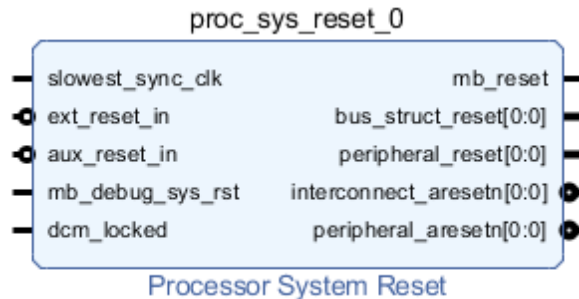 proc_sys_reset_0
slowest_sync_clk mb_reset
ext_reset_in bus_struct_reset[0:0]
aux_reset_in peripheral_reset[0:0]
mb_debug_sys_rst interconnect_aresetn[0:0]
dcm_locked peripheral_aresetn[0:0]
Processor System Reset